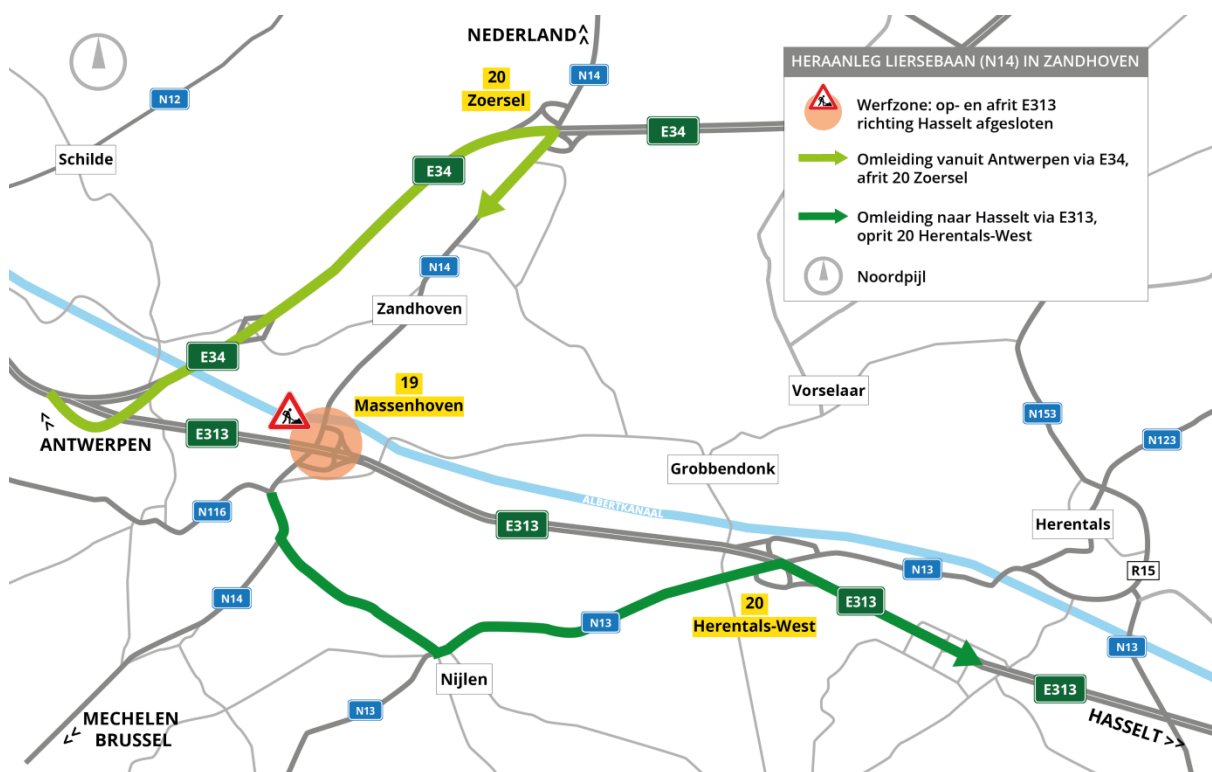 NEDERLAND
N14
20
Zoersel
N12
Schilde
E34
E34
N14
Zandhoven
E34
HERAANLEG LIERSEBAAN (N14) IN ZANDHOVEN
Werfzone: op- en afrit E313
richting Hasselt afgesloten
Omleiding vanuit Antwerpen via E34,
afrit 20 Zoersel
Omleiding naar Hasselt via E313,
oprit 20 Herentals-West
Noordpijl
19
Massenhoven
Vorselaar
ANTWERPEN
E313
N153
N123
Grobbendonk
N116
ALBERTKANAAL
E313
Herentals
N13
R15
N14
20
Herentals-West
E313
N13
N13
Nijlen
E313
N13
MECHELEN
BRUSSEL
HASSELT